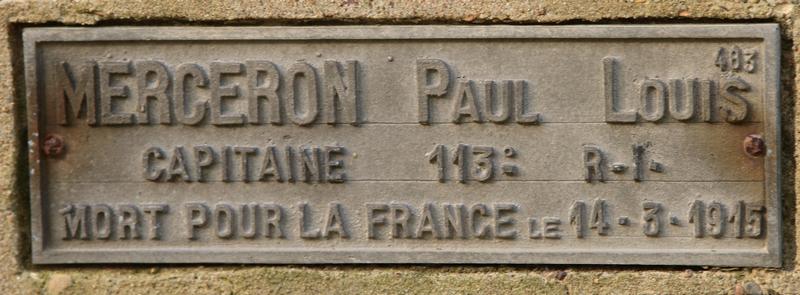 483
MERCERON PAUL LOUIS
CAPITAINE 113e R-I-
MORT POUR LA FRANCE LE 14-3-1915